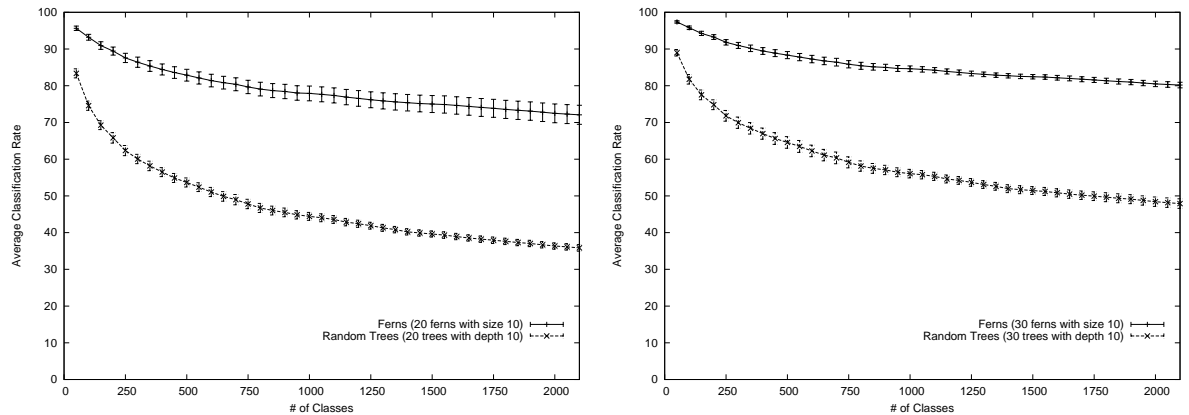 100
90
80
70
60
50
40
30
20
10
0
Average Classification Rate
Ferns (20 ferns with size 10)
Random Trees (20 trees with depth 10)
0 250 500 750 1000 1250 1500 1750 2000
# of Classes
100
90
80
70
60
50
40
30
20
10
0
Average Classification Rate
Ferns (30 ferns with size 10)
Random Trees (30 trees with depth 10)
0 250 500 750 1000 1250 1500 1750 2000
# of Classes